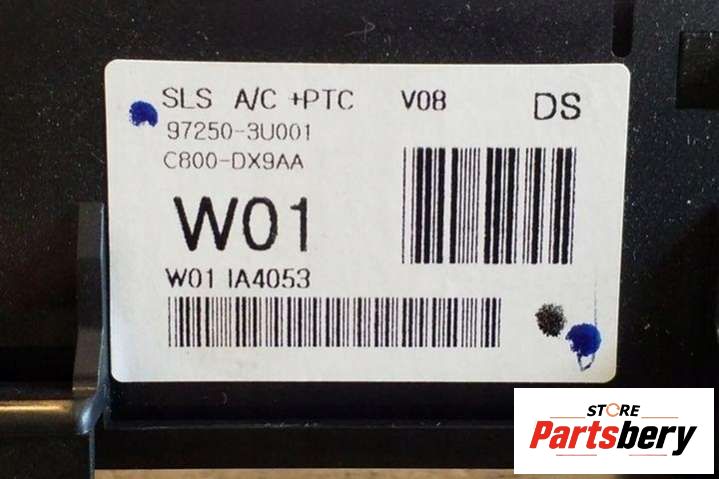 SLS A/C +PTC V08 DS
97250-3U001
C800-DX9AA
W01
W01 IA4053
STORE
Partsbery